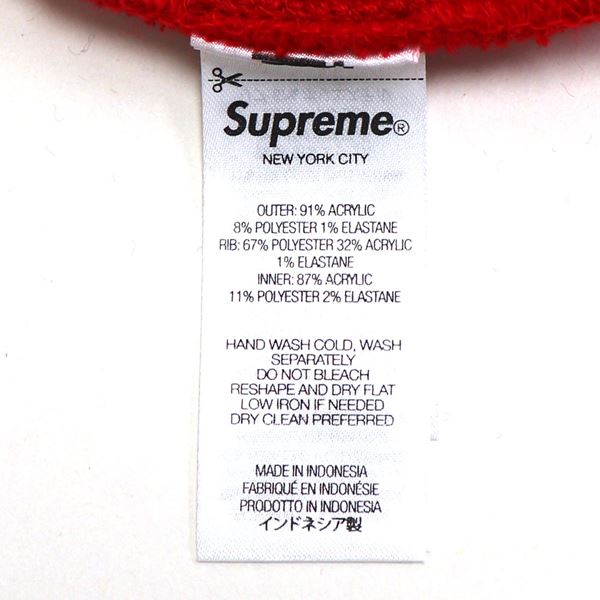 Supreme®
NEW YORK CITY
OUTER: 91% ACRYLIC
8% POLYESTER 1% ELASTANE
RIB: 67% POLYESTER 32% ACRYLIC
1% ELASTANE
INNER: 87% ACRYLIC
11% POLYESTER 2% ELASTANE
HAND WASH COLD, WASH
SEPARATELY
DO NOT BLEACH
RESHAPE AND DRY FLAT
LOW IRON IF NEEDED
DRY CLEAN PREFERRED
MADE IN INDONESIA
FABRIQUÉ EN INDONÉSIE
PRODOTTO IN INDONESIA
インドネシア製